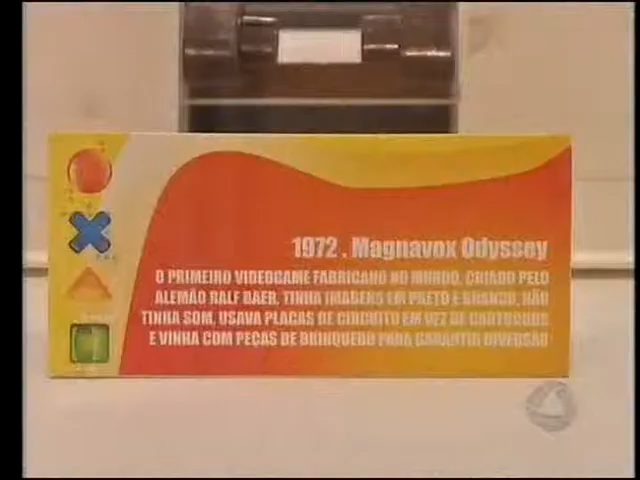 1972 . Magnavox Odyssey
O PRIMEIRO VIDEOGAME FABRICANO NO MUNDO, CRIADO PELO
ALEMÃO RALF BAER, TINHA IMAGENS EM PRETO E BRANCO, NÃO
TINHA SOM, USAVA PLACAS DE CIRCUITO EM VEZ DE CARTUCHOS
E VINHA COM PEÇAS DE BRINQUEDO PARA GARANTIR DIVERSÃO